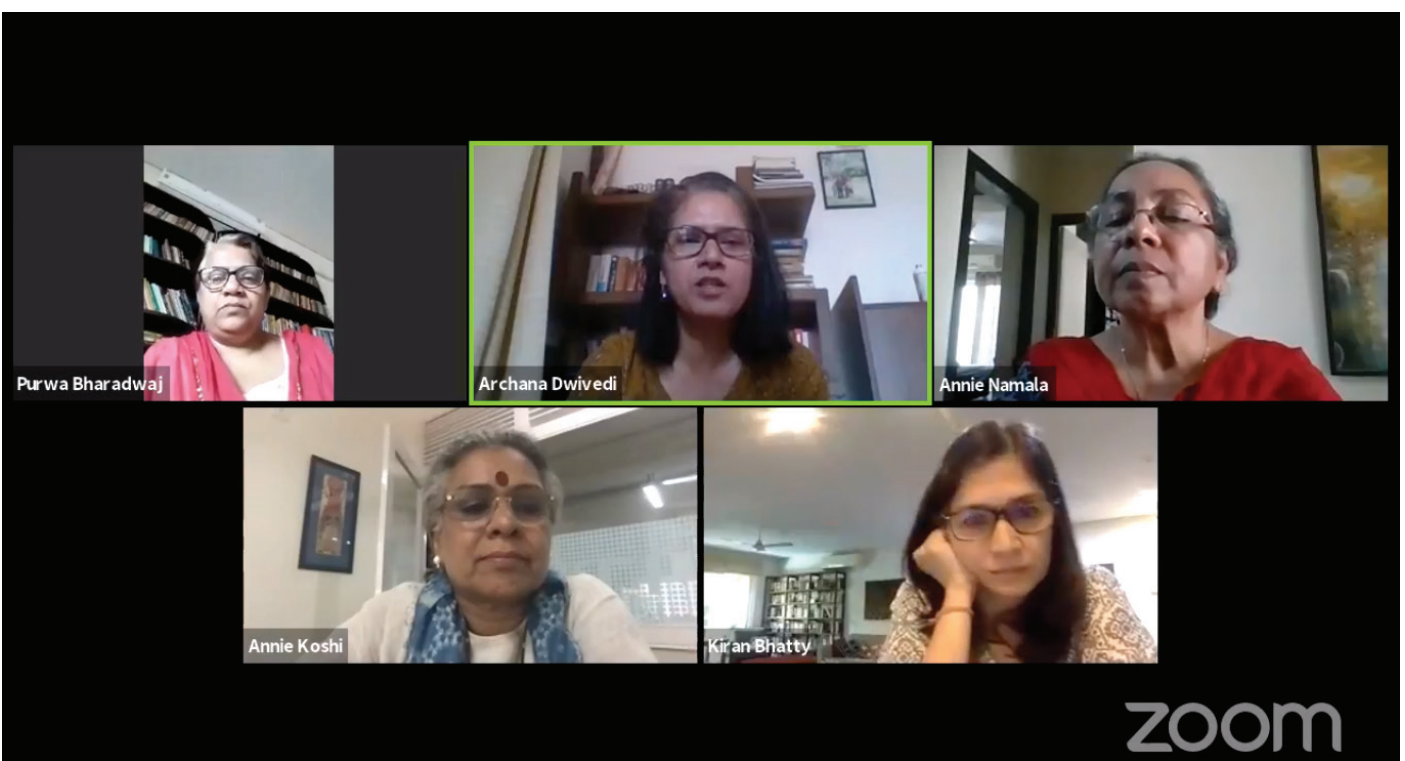 Purwa Bharadwaj
Archana Dwivedi
Annie Namala
Annie Koshi
Kiran Bhatty
zoom